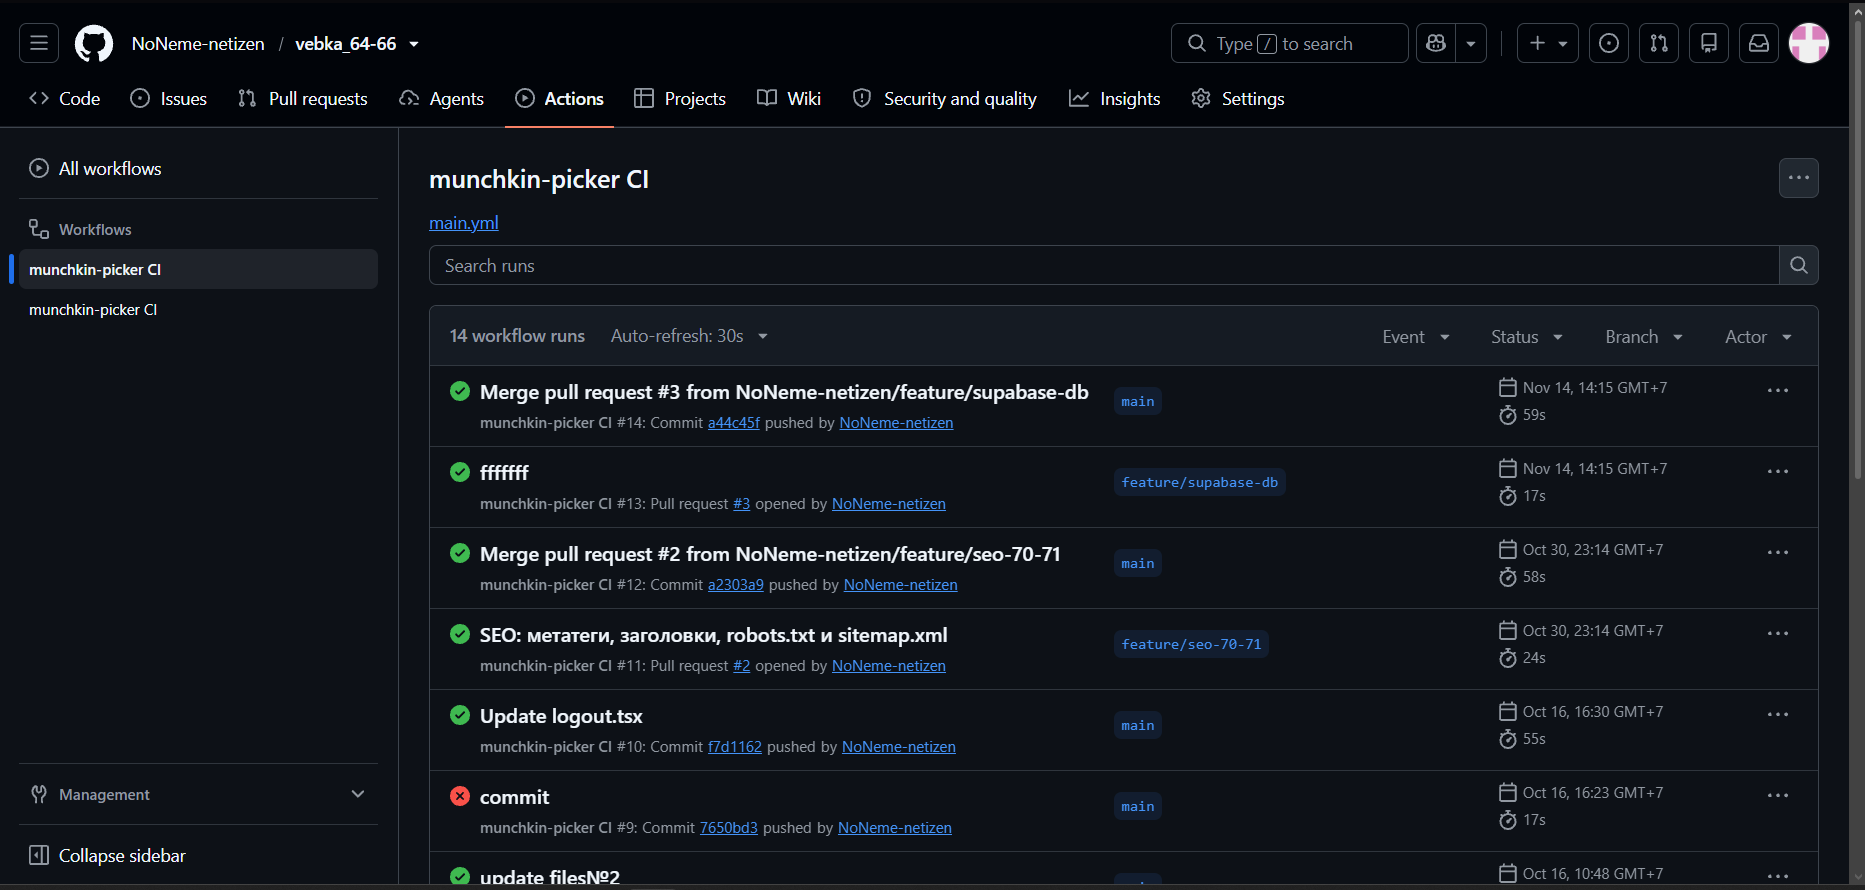 NoNeme-netizen / vebka_64-66
Type / to search
Code Issues Pull requests Agents Actions Projects Wiki Security and quality Insights Settings
All workflows
Workflows
munchkin-picker CI
munchkin-picker CI
Management
Collapse sidebar
munchkin-picker CI
main.yml
Search runs
14 workflow runs Auto-refresh: 30s Event Status Branch Actor
Merge pull request #3 from NoNeme-netizen/feature/supabase-db
munchkin-picker CI #14: Commit a44c45f pushed by NoNeme-netizen
main
Nov 14, 14:15 GMT+7
59s
fffffff
munchkin-picker CI #13: Pull request #3 opened by NoNeme-netizen
feature/supabase-db
Nov 14, 14:15 GMT+7
17s
Merge pull request #2 from NoNeme-netizen/feature/seo-70-71
munchkin-picker CI #12: Commit a2303a9 pushed by NoNeme-netizen
main
Oct 30, 23:14 GMT+7
58s
SEO: метатеги, заголовки, robots.txt и sitemap.xml
munchkin-picker CI #11: Pull request #2 opened by NoNeme-netizen
feature/seo-70-71
Oct 30, 23:14 GMT+7
24s
Update logout.tsx
munchkin-picker CI #10: Commit f7d1162 pushed by NoNeme-netizen
main
Oct 16, 16:30 GMT+7
55s
commit
munchkin-picker CI #9: Commit 7650bd3 pushed by NoNeme-netizen
main
Oct 16, 16:23 GMT+7
17s
update files№2
Oct 16, 10:48 GMT+7